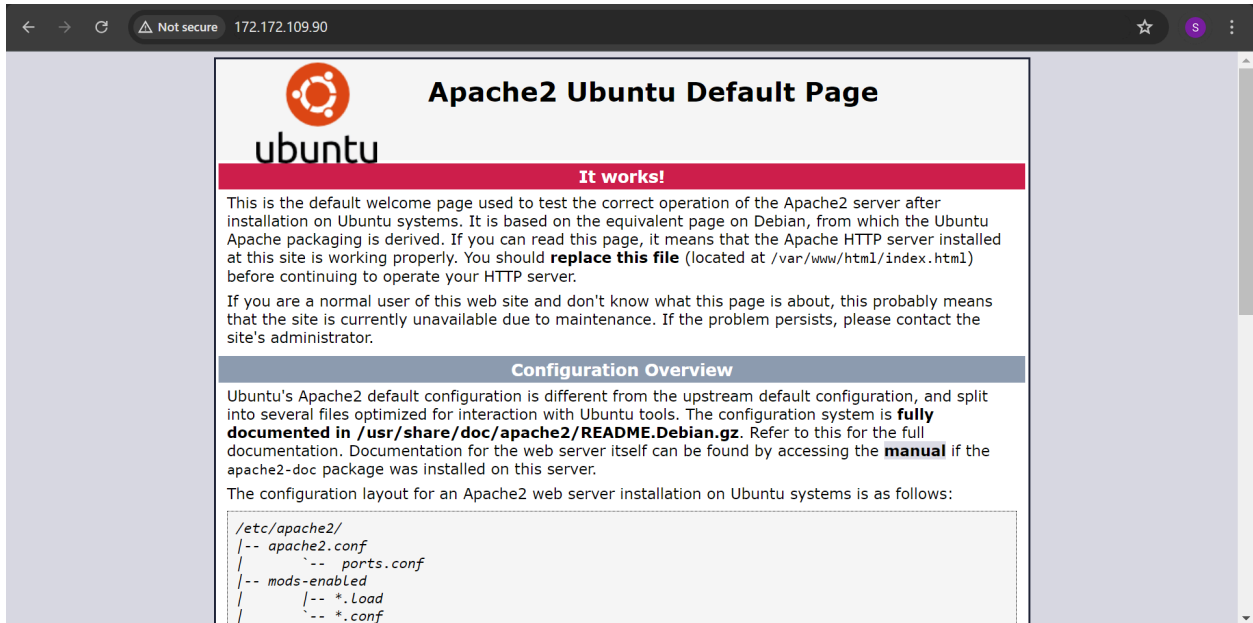 Not secure 172.172.109.90 S
ubuntu
Apache2 Ubuntu Default Page
It works!
This is the default welcome page used to test the correct operation of the Apache2 server after
installation on Ubuntu systems. It is based on the equivalent page on Debian, from which the Ubuntu
Apache packaging is derived. If you can read this page, it means that the Apache HTTP server installed
at this site is working properly. You should replace this file (located at /var/www/html/index.html)
before continuing to operate your HTTP server.
If you are a normal user of this web site and don't know what this page is about, this probably means
that the site is currently unavailable due to maintenance. If the problem persists, please contact the
site's administrator.
Configuration Overview
Ubuntu's Apache2 default configuration is different from the upstream default configuration, and split
into several files optimized for interaction with Ubuntu tools. The configuration system is fully
documented in /usr/share/doc/apache2/README.Debian.gz. Refer to this for the full
documentation. Documentation for the web server itself can be found by accessing the manual if the
apache2-doc package was installed on this server.
The configuration layout for an Apache2 web server installation on Ubuntu systems is as follows:
/etc/apache2/
|-- apache2.conf
|       `--  ports.conf
|-- mods-enabled
|       |-- *.load
|       `-- *.conf